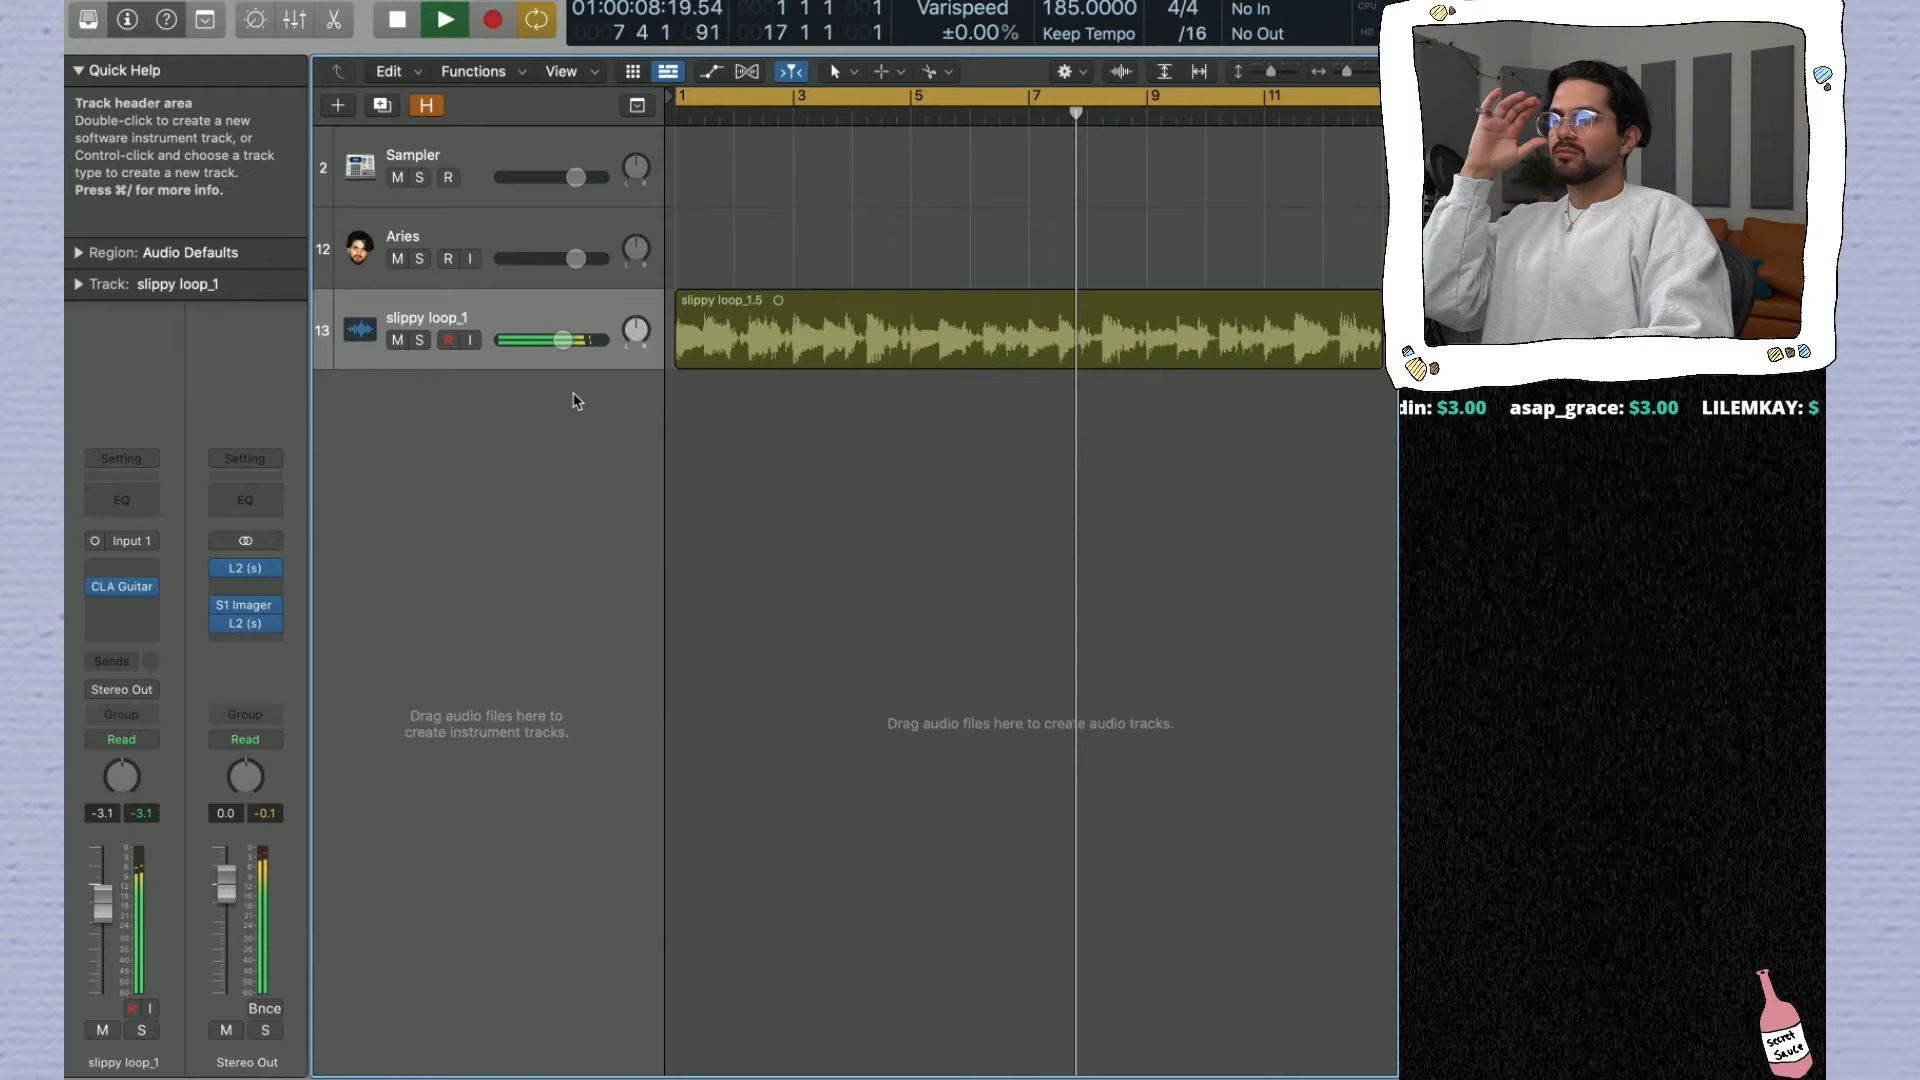 01:00:08:19.54
7 4 1 91
1 1 1 1
17 1 1 1
Varispeed
±0.00%
185.0000
Keep Tempo
4/4
/16
No In
No Out
CPU
HD
Quick Help
Track header area
Double-click to create a new
software instrument track, or
Control-click and choose a track
type to create a new track.
Press ⌘/ for more info.
Region: Audio Defaults
Track: slippy loop_1
Edit
Functions
View
H
1
3
5
7
9
11
2
Sampler
M S R
L R
12
Aries
M S R I
L R
13
slippy loop_1
M S R I
L R
slippy loop_1.5
din: $3.00 asap_grace: $3.00 LILEMKAY: $
Setting
Setting
EQ
EQ
Input 1
CLA Guitar
L2 (s)
S1 Imager
L2 (s)
Sends
Stereo Out
Group
Group
Read
Read
-3.1 -3.1
0.0 -0.1
R I
Bnce
M S
M S
slippy loop_1
Stereo Out
Drag audio files here to
create instrument tracks.
Drag audio files here to create audio tracks.
Secret
Sauce